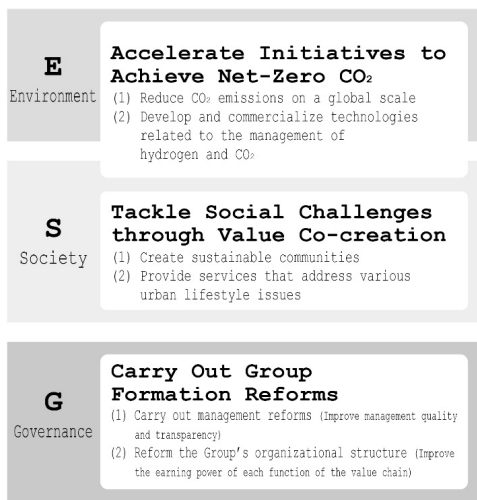 E
Environment
Accelerate Initiatives to
Achieve Net-Zero CO₂
(1) Reduce CO₂ emissions on a global scale
(2) Develop and commercialize technologies
related to the management of
hydrogen and CO₂
S
Society
Tackle Social Challenges
through Value Co-creation
(1) Create sustainable communities
(2) Provide services that address various
urban lifestyle issues
G
Governance
Carry Out Group
Formation Reforms
(1) Carry out management reforms (Improve management quality
and transparency)
(2) Reform the Group's organizational structure (Improve
the earning power of each function of the value chain)